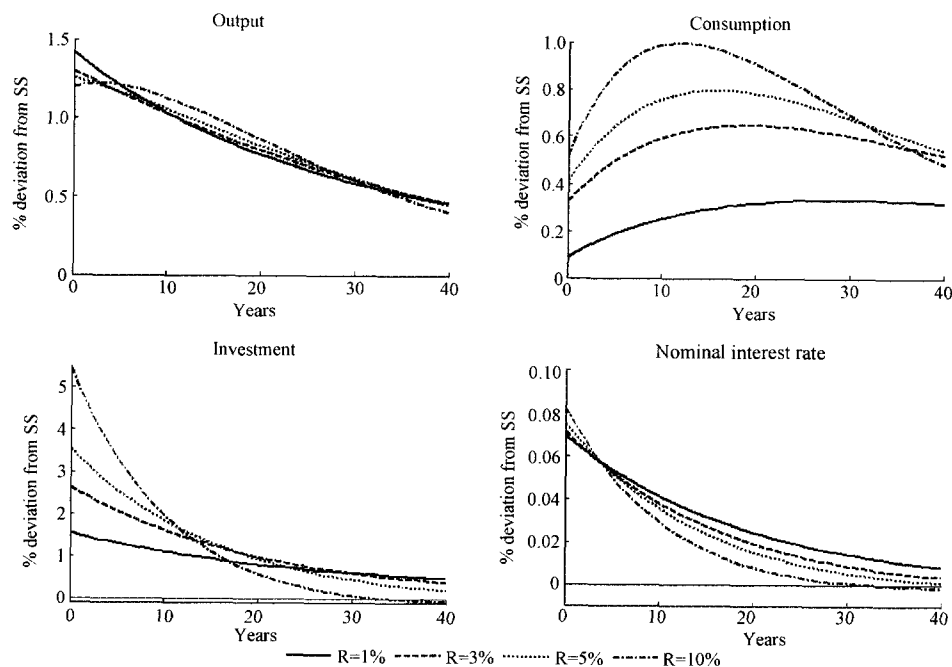 Output
% deviation from SS
1.5
1.0
0.5
0
0 10 20 30 40
Years
Consumption
% deviation from SS
1.0
0.8
0.6
0.4
0.2
0
0 10 20 30 40
Years
Investment
% deviation from SS
5
4
3
2
1
0
0 10 20 30 40
Years
Nominal interest rate
% deviation from SS
0.10
0.08
0.06
0.04
0.02
0
0 10 20 30 40
Years
R=1% R=3% R=5% R=10%